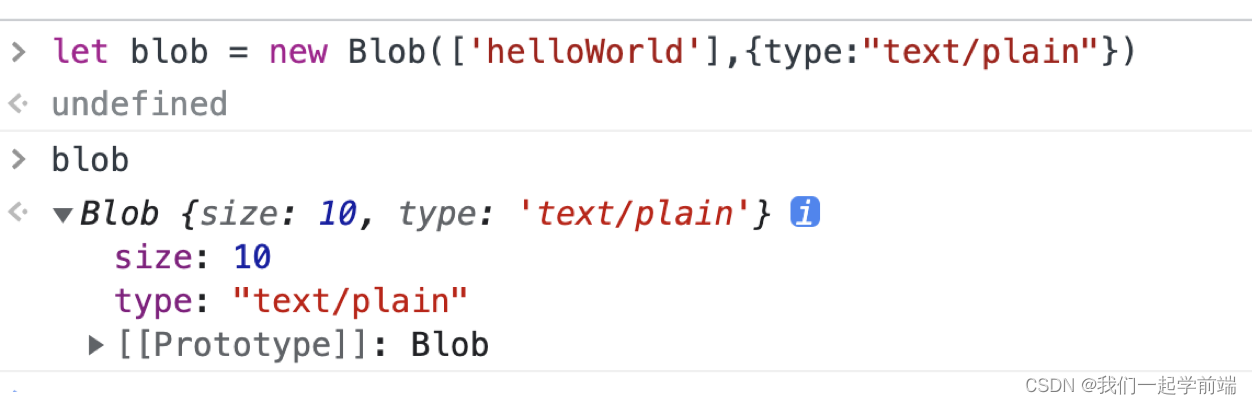 > let blob = new Blob(['helloWorld'],{type:"text/plain"})
undefined
> blob
▼Blob {size: 10, type: 'text/plain'} i
size: 10
type: "text/plain"
▶[[Prototype]]: Blob
CSDN @我们一起学前端